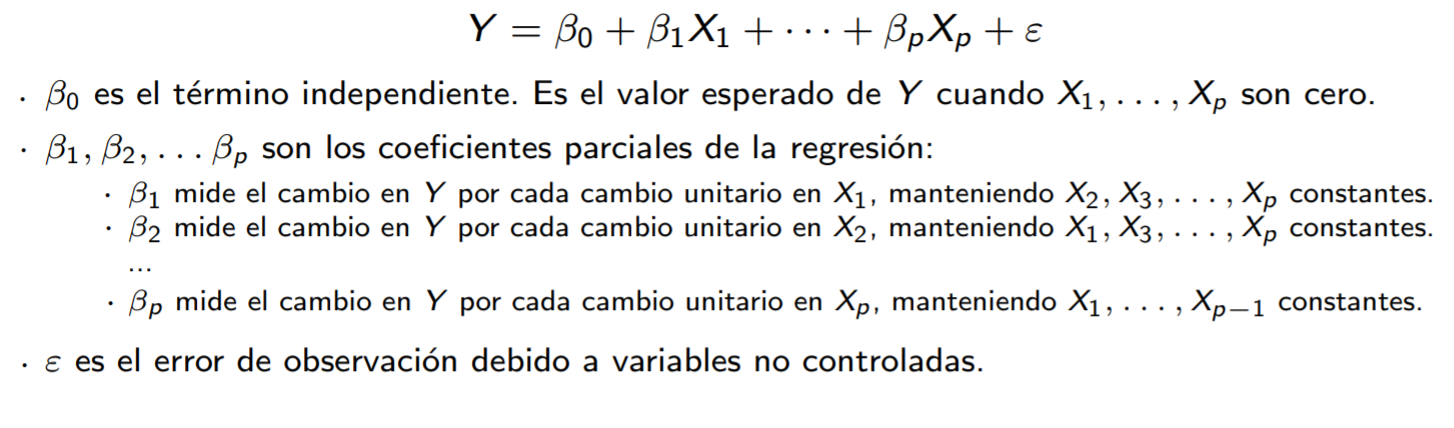 Y = β₀ + β₁X₁ + ··· + βₚXₚ + ε
· β₀ es el término independiente. Es el valor esperado de Y cuando X₁, . . . , Xₚ son cero.
· β₁, β₂, . . . βₚ son los coeficientes parciales de la regresión:
· β₁ mide el cambio en Y por cada cambio unitario en X₁, manteniendo X₂, X₃, . . . , Xₚ constantes.
· β₂ mide el cambio en Y por cada cambio unitario en X₂, manteniendo X₁, X₃, . . . , Xₚ constantes.
...
· βₚ mide el cambio en Y por cada cambio unitario en Xₚ, manteniendo X₁, . . . , Xₚ₋₁ constantes.
· ε es el error de observación debido a variables no controladas.